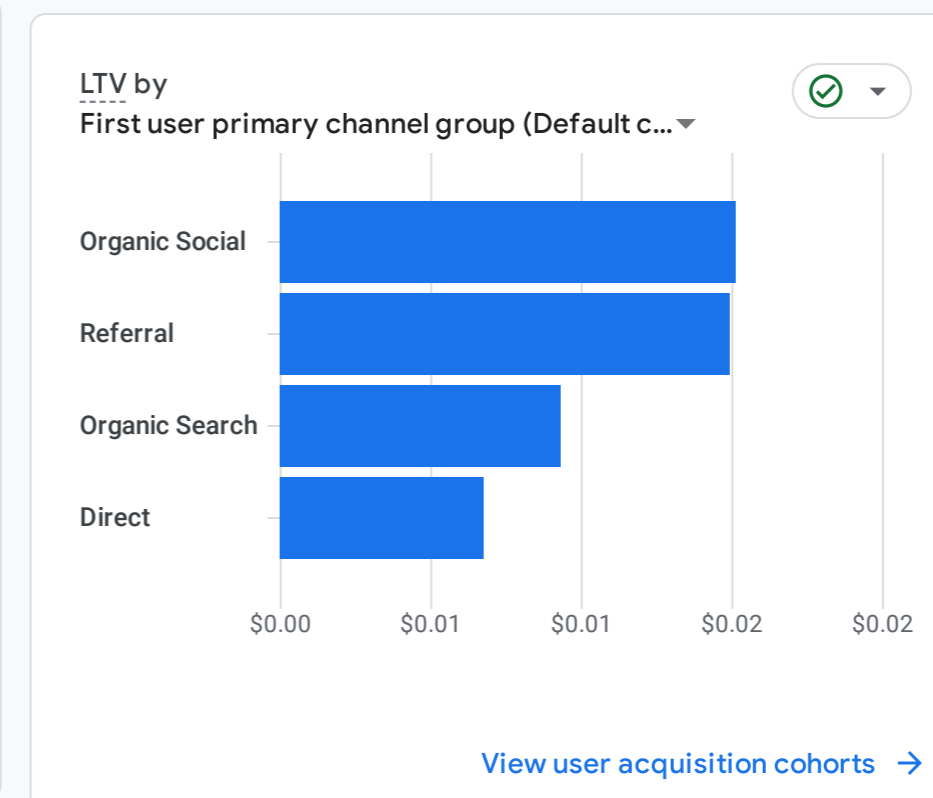 LTV by
First user primary channel group (Default c...
Organic Social
Referral
Organic Search
Direct
$0.00 $0.01 $0.01 $0.02 $0.02
View user acquisition cohorts